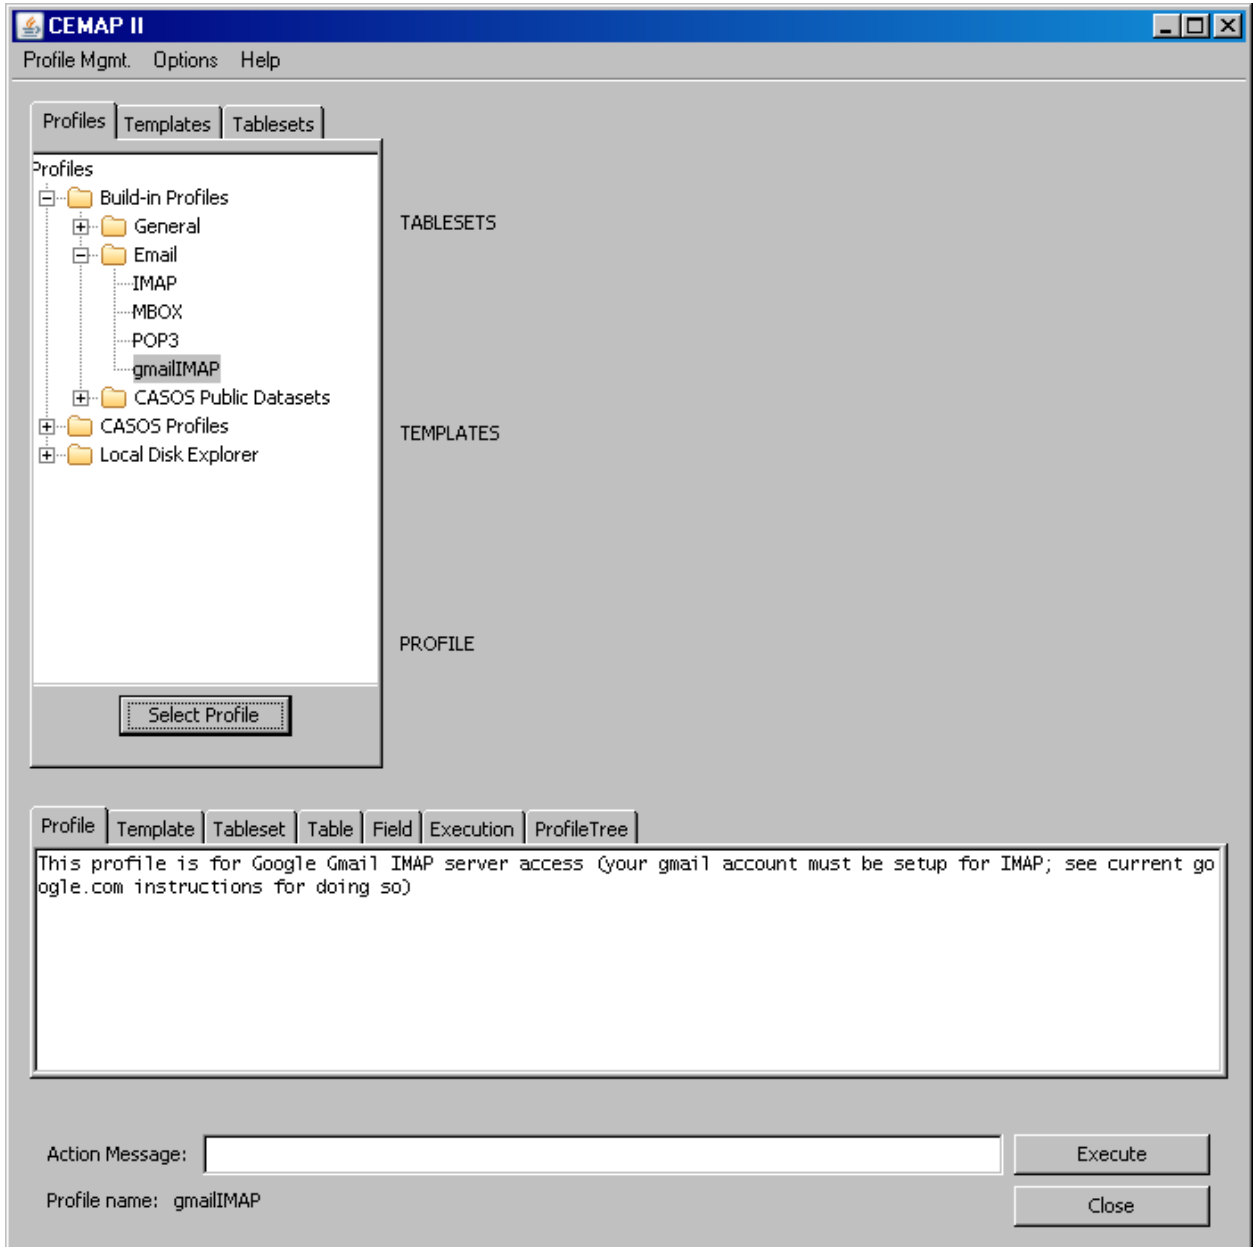 CEMAP II
Profile Mgmt. Options Help
Profiles Templates Tablesets
Profiles
Build-in Profiles
General
TABLESETS
Email
IMAP
MBOX
POP3
gmailIMAP
CASOS Public Datasets
CASOS Profiles
TEMPLATES
Local Disk Explorer
PROFILE
Select Profile
Profile Template Tableset Table Field Execution ProfileTree
This profile is for Google Gmail IMAP server access (your gmail account must be setup for IMAP; see current go
ogle.com instructions for doing so)
Action Message: Execute
Profile name: gmailIMAP Close